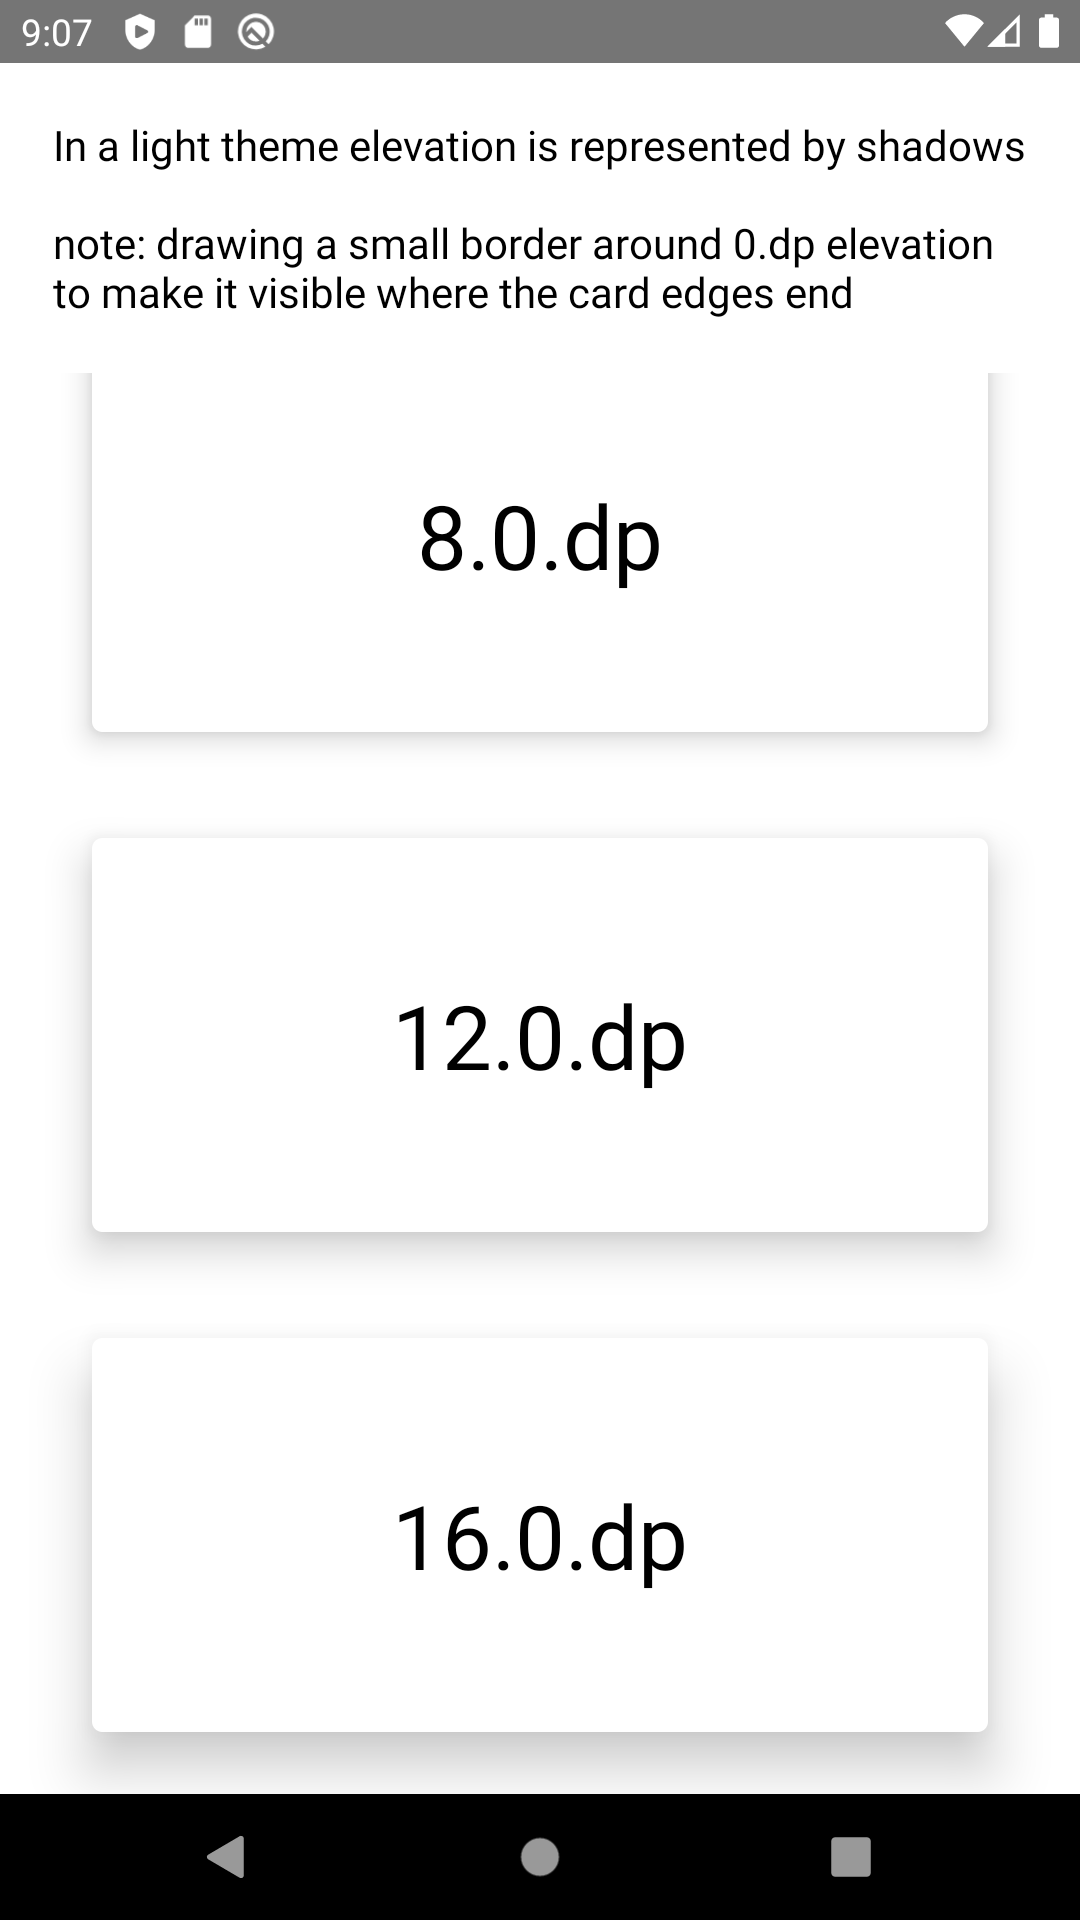 9:07
In a light theme elevation is represented by shadows
note: drawing a small border around 0.dp elevation
to make it visible where the card edges end
8.0.dp
12.0.dp
16.0.dp